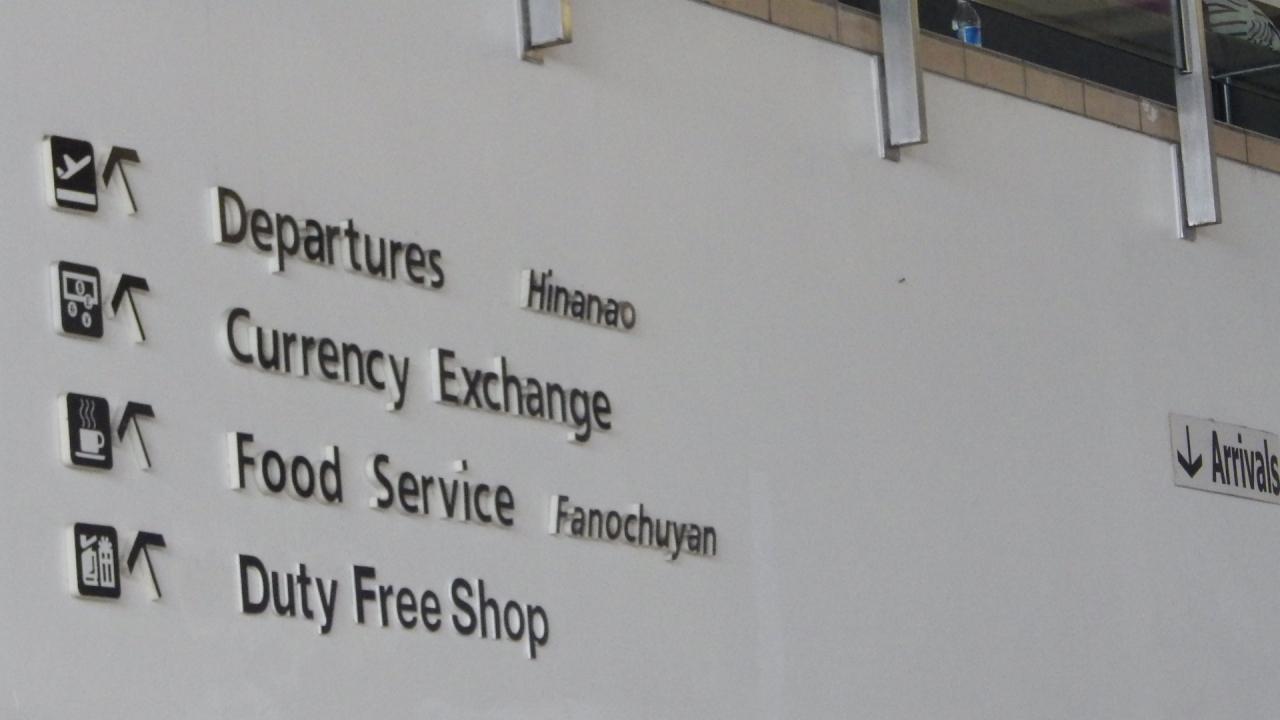 Departures Hinanao
Currency Exchange
Food Service Fanochuyan
Duty Free Shop
Arrivals